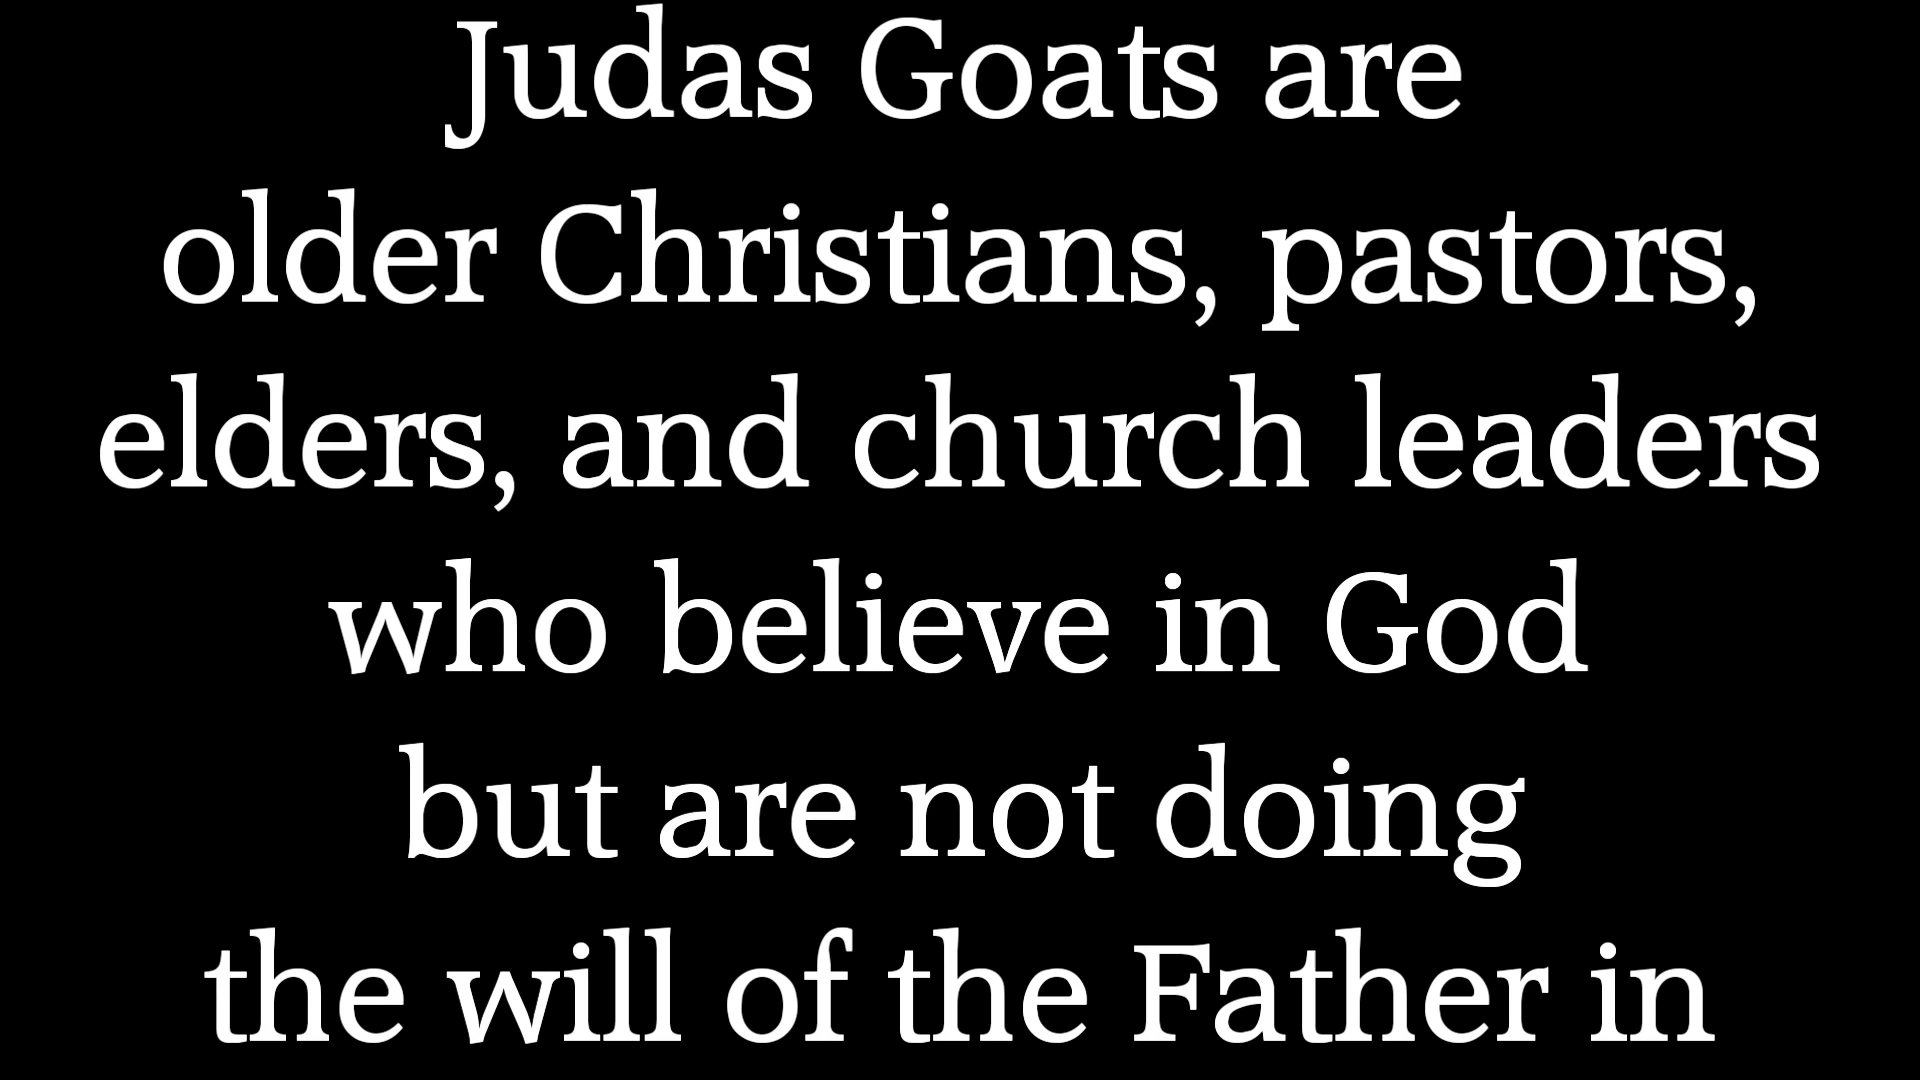 Judas Goats are
older Christians, pastors,
elders, and church leaders
who believe in God
but are not doing
the will of the Father in